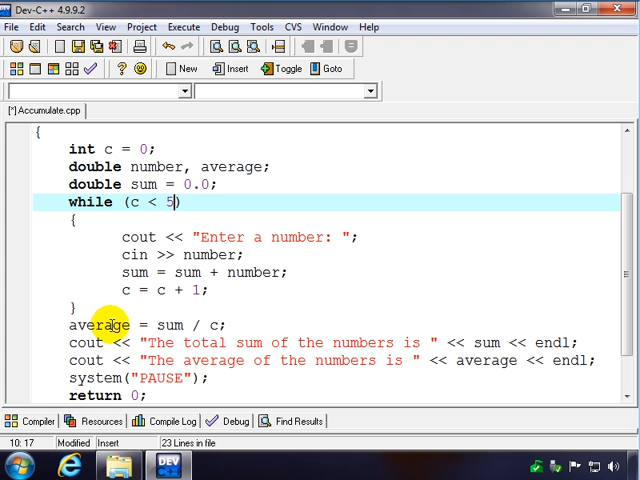 Dev-C++ 4.9.9.2
File Edit Search View Project Execute Debug Tools CVS Window Help
New Insert Toggle Goto
[*] Accumulate.cpp
{
int c = 0;
double number, average;
double sum = 0.0;
while (c < 5)
{
cout << "Enter a number: ";
cin >> number;
sum = sum + number;
c = c + 1;
}
average = sum / c;
cout << "The total sum of the numbers is " << sum << endl;
cout << "The average of the numbers is " << average << endl;
system("PAUSE");
return 0;
Compiler Resources Compile Log Debug Find Results
10: 17 Modified Insert 23 Lines in file
DEV